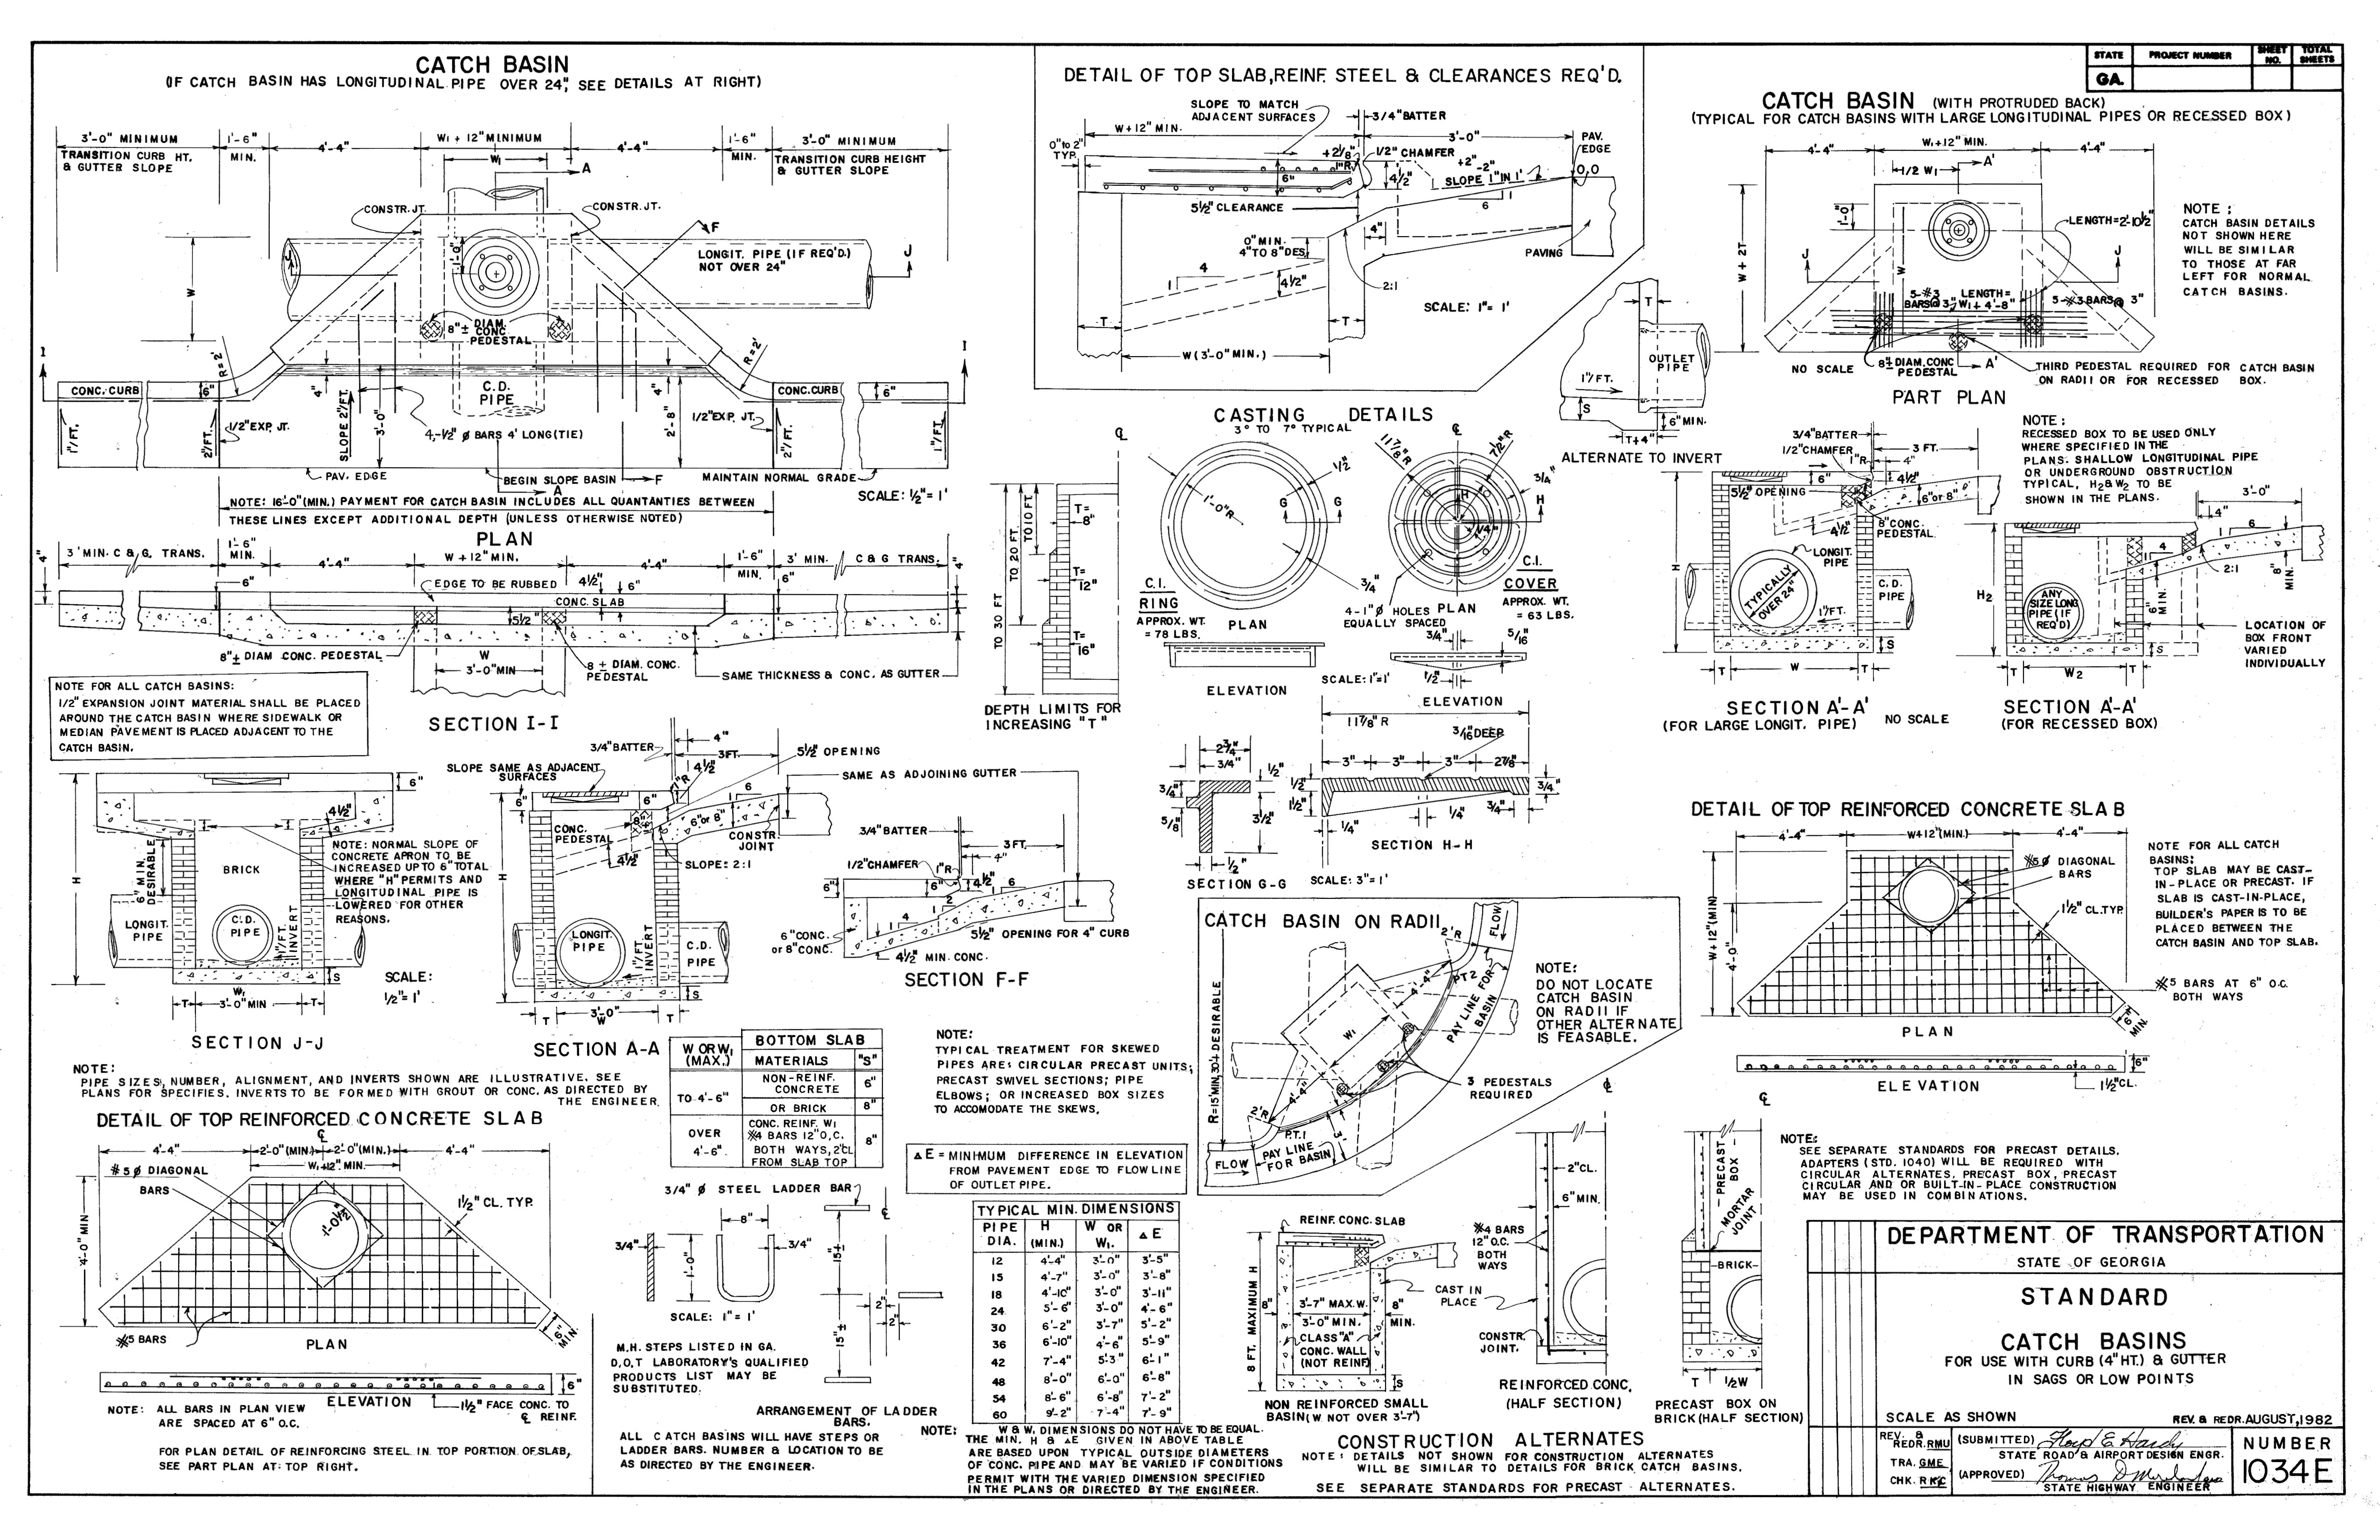 STATE
PROJECT NUMBER
SHEET NO.
TOTAL SHEETS
GA.
CATCH BASIN
(IF CATCH BASIN HAS LONGITUDINAL PIPE OVER 24", SEE DETAILS AT RIGHT)
3'-0" MINIMUM
1'-6"
W1 + 12" MINIMUM
1'-6"
3'-0" MINIMUM
TRANSITION CURB HT.
& GUTTER SLOPE
MIN.
4'-4"
W1
4'-4"
MIN.
TRANSITION CURB HEIGHT
& GUTTER SLOPE
A
CONSTR. JT.
CONSTR. JT.
F
LONGIT. PIPE (IF REQ'D.)
NOT OVER 24"
J
J
1'-0"
W
8"± DIAM.
CONC
PEDESTAL
R=2'
R=2'
I
I
CONC. CURB
6"
C.D.
PIPE
CONC. CURB
6"
4"
4"
1"/FT.
2"/FT.
1/2" EXP. JT.
SLOPE 2"/FT.
3'-0"
4,-1/2" ø BARS 4' LONG (TIE)
2'-8"
1/2" EXP. JT.
2"/FT.
1"/FT.
PAV. EDGE
BEGIN SLOPE BASIN
F
A
MAINTAIN NORMAL GRADE
SCALE: 1/2" = 1'
NOTE: 16'-0" (MIN.) PAYMENT FOR CATCH BASIN INCLUDES ALL QUANTANTIES BETWEEN
THESE LINES EXCEPT ADDITIONAL DEPTH (UNLESS OTHERWISE NOTED)
PLAN
4"
3' MIN. C & G. TRANS.
1'-6"
MIN.
4'-4"
W + 12" MIN.
4'-4"
1'-6"
MIN.
3' MIN. C & G TRANS.
4"
6"
EDGE TO BE RUBBED
4½"
6"
6"
CONC. SLAB
5½"
8"± DIAM CONC. PEDESTAL
W
3'-0" MIN
8 ± DIAM. CONC.
PEDESTAL
SAME THICKNESS & CONC. AS GUTTER
SECTION I-I
NOTE FOR ALL CATCH BASINS:
1/2" EXPANSION JOINT MATERIAL SHALL BE PLACED
AROUND THE CATCH BASIN WHERE SIDEWALK OR
MEDIAN PAVEMENT IS PLACED ADJACENT TO THE
CATCH BASIN.
DETAIL OF TOP SLAB, REINF. STEEL & CLEARANCES REQ'D.
SLOPE TO MATCH
ADJACENT SURFACES
3/4" BATTER
W+12" MIN.
3'-0"
PAV.
EDGE
0" to 2"
TYP.
+2⅛"
1"R.
1/2" CHAMFER
6"
4½"
+2"
-2"
SLOPE 1" IN 1'
0,0
5½" CLEARANCE
1
6
0" MIN.
4" TO 8" DES.
4"
PAVING
1
4
4½"
2:1
SCALE: 1"= 1'
T
T
W (3'-0" MIN.)
T
OUTLET
PIPE
1"/FT.
S
6" MIN.
T+4"
ALTERNATE TO INVERT
CASTING DETAILS
3° TO 7° TYPICAL
1'-0"R
1/2"
G
G
3/4"
C.I.
RING
APPROX. WT.
= 78 LBS.
PLAN
ELEVATION
11⅞" R
7½" R
3/4"
H
H
4-1" ø HOLES
EQUALLY SPACED
PLAN
C.I.
COVER
APPROX. WT.
= 63 LBS.
3/4"
5/16
1/2"
SCALE: 1"=1'
ELEVATION
TO 10 FT.
TO 20 FT.
TO 30 FT
T=
8"
T=
12"
T=
16"
DEPTH LIMITS FOR
INCREASING "T"
2¾"
3/4"
1/2"
3/4"
5/8
3½"
1/2"
SECTION G-G
11⅞" R
3/16 DEEP
3"
3"
3"
2⅞"
1/2"
1½"
3/4"
1/4"
1/4"
3/4"
SECTION H-H
SCALE: 3"= 1'
CATCH BASIN (WITH PROTRUDED BACK)
(TYPICAL FOR CATCH BASINS WITH LARGE LONGITUDINAL PIPES OR RECESSED BOX)
4'-4"
W1+12" MIN.
4'-4"
1/2 W1
A'
1'-0"
W
W + 2T
J
J
LENGTH=2'-10½"
5-#3
BARS@ 3",
LENGTH=
W1+ 4'-8"
5-#3 BARS@ 3"
NO SCALE
8"± DIAM. CONC
PEDESTAL
A'
THIRD PEDESTAL REQUIRED FOR CATCH BASIN
ON RADII OR FOR RECESSED BOX.
PART PLAN
NOTE:
CATCH BASIN DETAILS
NOT SHOWN HERE
WILL BE SIMILAR
TO THOSE AT FAR
LEFT FOR NORMAL
CATCH BASINS.
NOTE:
RECESSED BOX TO BE USED ONLY
WHERE SPECIFIED IN THE
PLANS. SHALLOW LONGITUDINAL PIPE
OR UNDERGROUND OBSTRUCTION
TYPICAL, H2 & W2 TO BE
SHOWN IN THE PLANS.
3/4" BATTER
1/2" CHAMFER
1"R
3 FT.
4"
6"
4½"
5½" OPENING
6" or 8"
4½"
8" CONC.
PEDESTAL
LONGIT.
PIPE
TYPICALLY
OVER 24"
C.D.
PIPE
1"/FT.
H
S
T
W
T
SECTION A'-A'
(FOR LARGE LONGIT. PIPE)
NO SCALE
3'-0"
4"
1
6
1
4
2:1
8" MIN.
H2
ANY
SIZE LONG
PIPE (IF
REQ'D)
6" MIN.
LOCATION OF
BOX FRONT
VARIED
INDIVIDUALLY
S
T
W2
T
SECTION A'-A'
(FOR RECESSED BOX)
6"
4½"
H
6" MIN.
DESIRABLE
BRICK
NOTE: NORMAL SLOPE OF
CONCRETE APRON TO BE
INCREASED UP TO 6" TOTAL
WHERE "H" PERMITS AND
LONGITUDINAL PIPE IS
LOWERED FOR OTHER
REASONS.
LONGIT.
PIPE
C.D.
PIPE
1"/FT.
INVERT
S
W1
T
3'-0" MIN
T
SCALE:
1/2"= 1'
SECTION J-J
3/4" BATTER
4"
3FT.
5½" OPENING
SLOPE SAME AS ADJACENT
SURFACES
1"R
4½"
SAME AS ADJOINING GUTTER
6"
6"
1
6
8"
6" or 8"
CONC.
PEDESTAL
4½"
CONSTR.
JOINT
SLOPE: 2:1
H
LONGIT.
PIPE
1"/FT.
INVERT
C.D.
PIPE
S
T
3'-0"
W
T
SECTION A-A
3/4" BATTER
3 FT.
4"
1/2" CHAMFER
1"R
6"
6"
4½"
1
6
1
2
1
4
6" CONC.
or 8" CONC.
5½" OPENING FOR 4" CURB
4½" MIN. CONC.
SECTION F-F
NOTE:
PIPE SIZES, NUMBER, ALIGNMENT, AND INVERTS SHOWN ARE ILLUSTRATIVE. SEE
PLANS FOR SPECIFIES. INVERTS TO BE FORMED WITH GROUT OR CONC. AS DIRECTED BY
THE ENGINEER.
DETAIL OF TOP REINFORCED CONCRETE SLAB
4'-4"
2'-0" (MIN.)
2'-0" (MIN.)
4'-4"
W1+12" MIN.
#5 ø DIAGONAL
BARS
1½" CL. TYP.
1'-0½"
4'-0" MIN
#5 BARS
6" MIN.
PLAN
6"
ELEVATION
1½" FACE CONC. TO
℄ REINF.
NOTE: ALL BARS IN PLAN VIEW
ARE SPACED AT 6" O.C.
FOR PLAN DETAIL OF REINFORCING STEEL IN TOP PORTION OF SLAB,
SEE PART PLAN AT TOP RIGHT.
W OR W1
(MAX.)
BOTTOM SLAB
MATERIALS
"S"
TO 4'-6"
NON-REINF.
CONCRETE
6"
OR BRICK
8"
OVER
4'-6"
CONC. REINF. W1
#4 BARS 12" O.C.
BOTH WAYS, 2"CL
FROM SLAB TOP
8"
3/4" ø STEEL LADDER BAR
8"
3/4"
1'-0"
3/4"
15±
15"±
2"
2"
SCALE: 1" = 1'
M.H. STEPS LISTED IN GA.
D.O.T LABORATORY'S QUALIFIED
PRODUCTS LIST MAY BE
SUBSTITUTED.
ARRANGEMENT OF LADDER
BARS.
ALL CATCH BASINS WILL HAVE STEPS OR
LADDER BARS. NUMBER & LOCATION TO BE
AS DIRECTED BY THE ENGINEER.
NOTE:
TYPICAL TREATMENT FOR SKEWED
PIPES ARE: CIRCULAR PRECAST UNITS;
PRECAST SWIVEL SECTIONS; PIPE
ELBOWS; OR INCREASED BOX SIZES
TO ACCOMODATE THE SKEWS.
△E = MINIMUM DIFFERENCE IN ELEVATION
FROM PAVEMENT EDGE TO FLOWLINE
OF OUTLET PIPE.
TYPICAL MIN. DIMENSIONS
PIPE DIA. H (MIN.) W OR W1. △E
12 4'-4" 3'-0" 3'-5"
15 4'-7" 3'-0" 3'-8"
18 4'-10" 3'-0" 3'-11"
24 5'-6" 3'-0" 4'-6"
30 6'-2" 3'-7" 5'-2"
36 6'-10" 4'-6 5'-9"
42 7'-4" 5'3" 6'-1"
48 8'-0" 6'-0" 6'-8"
54 8'-6" 6'-8" 7'-2"
60 9'-2" 7'-4" 7'-9"
NOTE: W & W, DIMENSIONS DO NOT HAVE TO BE EQUAL.
THE MIN. H & △E GIVEN IN ABOVE TABLE
ARE BASED UPON TYPICAL OUTSIDE DIAMETERS
OF CONC. PIPE AND MAY BE VARIED IF CONDITIONS
PERMIT WITH THE VARIED DIMENSION SPECIFIED
IN THE PLANS OR DIRECTED BY THE ENGINEER.
CATCH BASIN ON RADII
2'R
FLOW
R=15' MIN, 30'± DESIRABLE
4'-4"
P.T. 2
PAY LINE FOR
BASIN
W1
4'-4"
3 PEDESTALS
REQUIRED
2'R
P.T. 1
3'
FLOW
PAY LINE
FOR BASIN
NOTE:
DO NOT LOCATE
CATCH BASIN
ON RADII IF
OTHER ALTERNATE
IS FEASABLE.
REINF. CONC. SLAB
8 FT. MAXIMUM H
8"
3'-7" MAX. W.
3'-0" MIN.
8"
MIN.
CLASS "A"
CONC. WALL
(NOT REINF)
S
NON REINFORCED SMALL
BASIN (W NOT OVER 3'-7")
2"CL.
6" MIN.
#4 BARS
12" O.C.
BOTH
WAYS
CAST IN
PLACE
CONSTR.
JOINT.
REINFORCED CONC.
(HALF SECTION)
PRECAST
BOX
MORTAR
JOINT
BRICK
T
1/2W
PRECAST BOX ON
BRICK (HALF SECTION)
CONSTRUCTION ALTERNATES
NOTE: DETAILS NOT SHOWN FOR CONSTRUCTION ALTERNATES
WILL BE SIMILAR TO DETAILS FOR BRICK CATCH BASINS.
SEE SEPARATE STANDARDS FOR PRECAST ALTERNATES.
DETAIL OF TOP REINFORCED CONCRETE SLAB
4'-4"
W+12" (MIN.)
4'-4"
#5 ø DIAGONAL
BARS
1½" CL. TYP.
W+12" (MIN)
4'-0"
#5 BARS AT 6" O.C.
BOTH WAYS
6" MIN.
PLAN
6"
ELEVATION
1½"CL.
NOTE FOR ALL CATCH
BASINS:
TOP SLAB MAY BE CAST-
IN-PLACE OR PRECAST. IF
SLAB IS CAST-IN-PLACE,
BUILDER'S PAPER IS TO BE
PLACED BETWEEN THE
CATCH BASIN AND TOP SLAB.
NOTE:
SEE SEPARATE STANDARDS FOR PRECAST DETAILS.
ADAPTERS (STD. 1040) WILL BE REQUIRED WITH
CIRCULAR ALTERNATES. PRECAST BOX, PRECAST
CIRCULAR AND OR BUILT-IN-PLACE CONSTRUCTION
MAY BE USED IN COMBINATIONS.
DEPARTMENT OF TRANSPORTATION
STATE OF GEORGIA
STANDARD
CATCH BASINS
FOR USE WITH CURB (4" HT.) & GUTTER
IN SAGS OR LOW POINTS
SCALE AS SHOWN
REV. & REDR. AUGUST, 1982
REV. &
REDR. RMU
TRA. GME
CHK. RKC
(SUBMITTED) Floyd E. Hardy
STATE ROAD & AIRPORT DESIGN ENGR.
(APPROVED) Thomas D.
STATE HIGHWAY ENGINEER
NUMBER
1034E